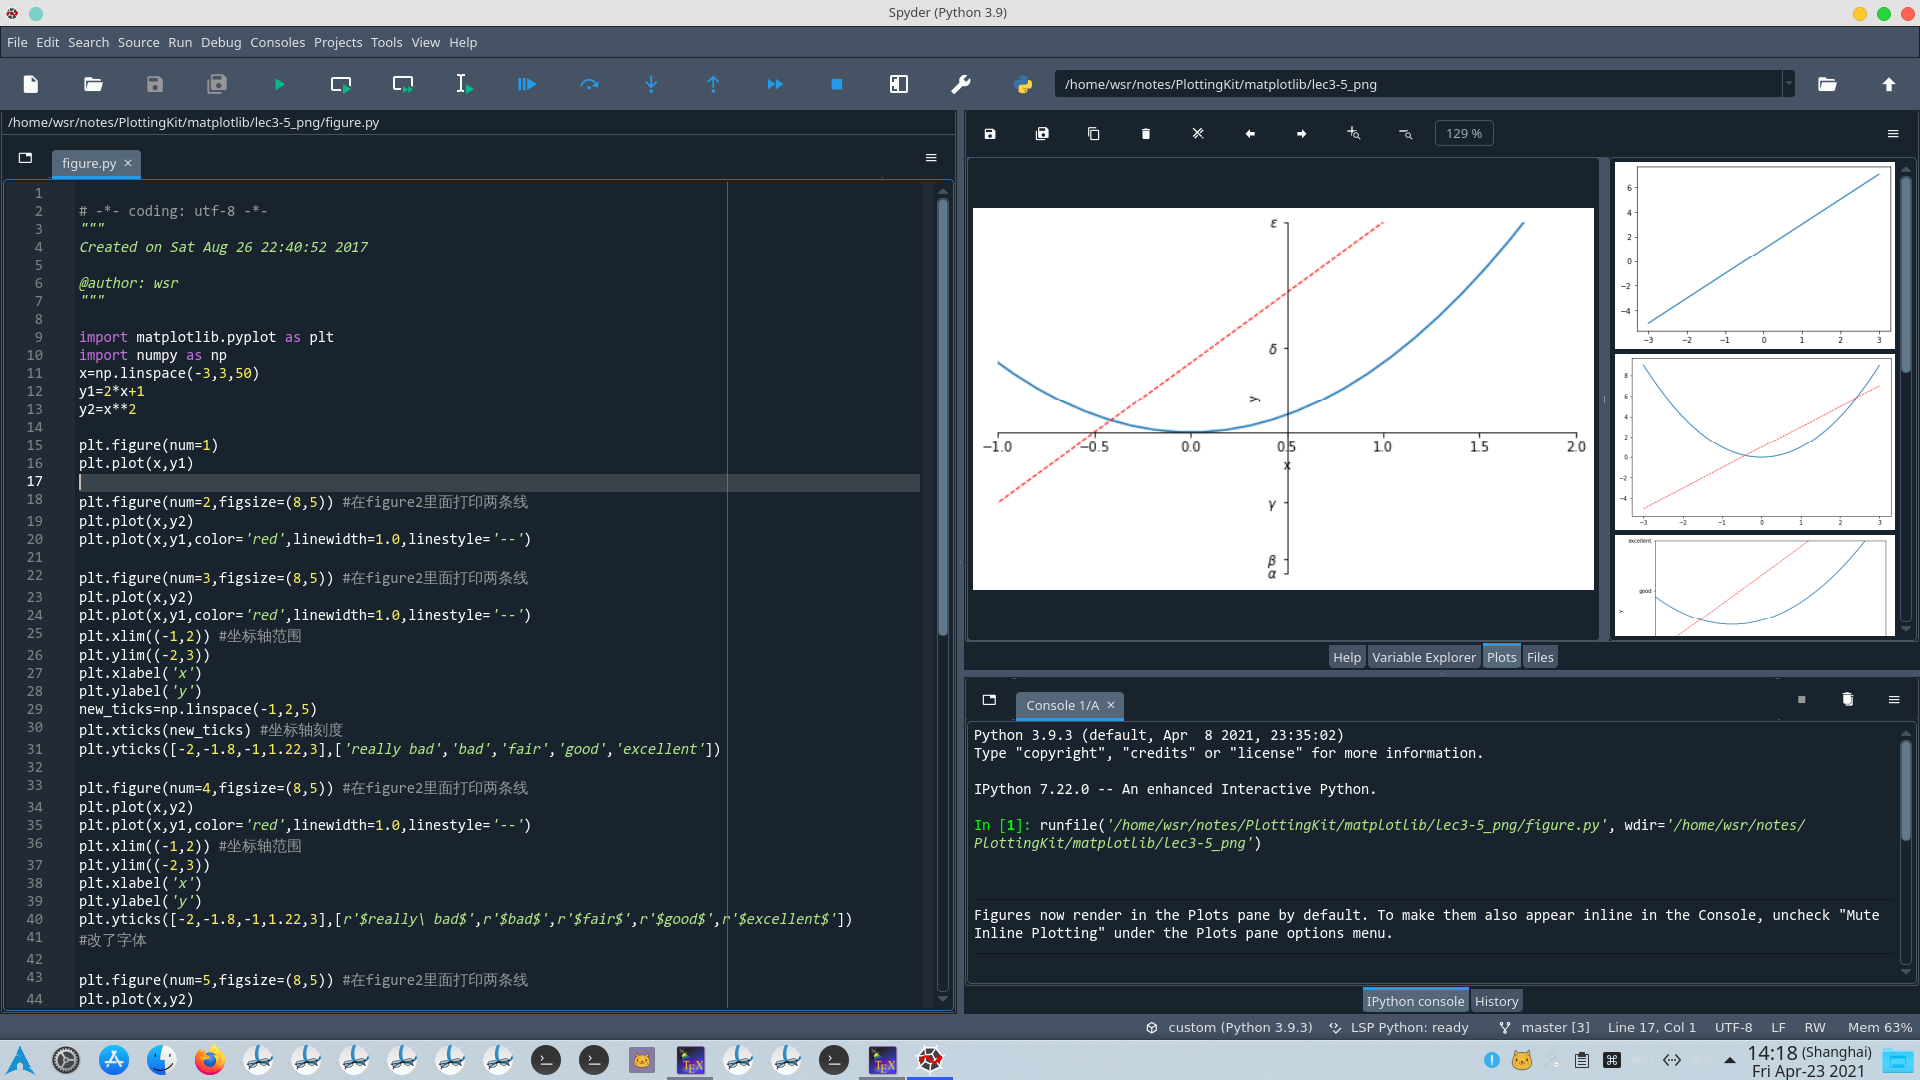 Spyder (Python 3.9)
File Edit Search Source Run Debug Consoles Projects Tools View Help
/home/wsr/notes/PlottingKit/matplotlib/lec3-5_png
/home/wsr/notes/PlottingKit/matplotlib/lec3-5_png/figure.py
figure.py
1
2 # -*- coding: utf-8 -*-
3 """
4 Created on Sat Aug 26 22:40:52 2017
5
6 @author: wsr
7 """
8
9 import matplotlib.pyplot as plt
10 import numpy as np
11 x=np.linspace(-3,3,50)
12 y1=2*x+1
13 y2=x**2
14
15 plt.figure(num=1)
16 plt.plot(x,y1)
17
18 plt.figure(num=2,figsize=(8,5)) #在figure2里面打印两条线
19 plt.plot(x,y2)
20 plt.plot(x,y1,color='red',linewidth=1.0,linestyle='--')
21
22 plt.figure(num=3,figsize=(8,5)) #在figure2里面打印两条线
23 plt.plot(x,y2)
24 plt.plot(x,y1,color='red',linewidth=1.0,linestyle='--')
25 plt.xlim((-1,2)) #坐标轴范围
26 plt.ylim((-2,3))
27 plt.xlabel('x')
28 plt.ylabel('y')
29 new_ticks=np.linspace(-1,2,5)
30 plt.xticks(new_ticks) #坐标轴刻度
31 plt.yticks([-2,-1.8,-1,1.22,3],['really bad','bad','fair','good','excellent'])
32
33 plt.figure(num=4,figsize=(8,5)) #在figure2里面打印两条线
34 plt.plot(x,y2)
35 plt.plot(x,y1,color='red',linewidth=1.0,linestyle='--')
36 plt.xlim((-1,2)) #坐标轴范围
37 plt.ylim((-2,3))
38 plt.xlabel('x')
39 plt.ylabel('y')
40 plt.yticks([-2,-1.8,-1,1.22,3],[r'$really\ bad$',r'$bad$',r'$fair$',r'$good$',r'$excellent$'])
41 #改了字体
42
43 plt.figure(num=5,figsize=(8,5)) #在figure2里面打印两条线
44 plt.plot(x,y2)
129 %
ε
δ
y
−1.0 −0.5 0.0 0.5 1.0 1.5 2.0
x
γ
β
α
6
4
2
0
−2
−4
−3 −2 −1 0 1 2 3
8
6
4
2
0
−2
−4
−3 −2 −1 0 1 2 3
excellent
good
y
Help Variable Explorer Plots Files
Console 1/A
Python 3.9.3 (default, Apr  8 2021, 23:35:02)
Type "copyright", "credits" or "license" for more information.
IPython 7.22.0 -- An enhanced Interactive Python.
In [1]: runfile('/home/wsr/notes/PlottingKit/matplotlib/lec3-5_png/figure.py', wdir='/home/wsr/notes/
PlottingKit/matplotlib/lec3-5_png')
Figures now render in the Plots pane by default. To make them also appear inline in the Console, uncheck "Mute
Inline Plotting" under the Plots pane options menu.
IPython console History
custom (Python 3.9.3) LSP Python: ready master [3] Line 17, Col 1 UTF-8 LF RW Mem 63%
TEX TEX
14:18 (Shanghai)
Fri Apr-23 2021